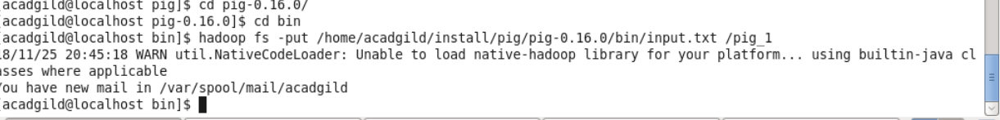 [acadgild@localhost pig]$ cd pig-0.16.0/
[acadgild@localhost pig-0.16.0]$ cd bin
[acadgild@localhost bin]$ hadoop fs -put /home/acadgild/install/pig/pig-0.16.0/bin/input.txt /pig_1
8/11/25 20:45:18 WARN util.NativeCodeLoader: Unable to load native-hadoop library for your platform... using builtin-java cl
asses where applicable
You have new mail in /var/spool/mail/acadgild
[acadgild@localhost bin]$